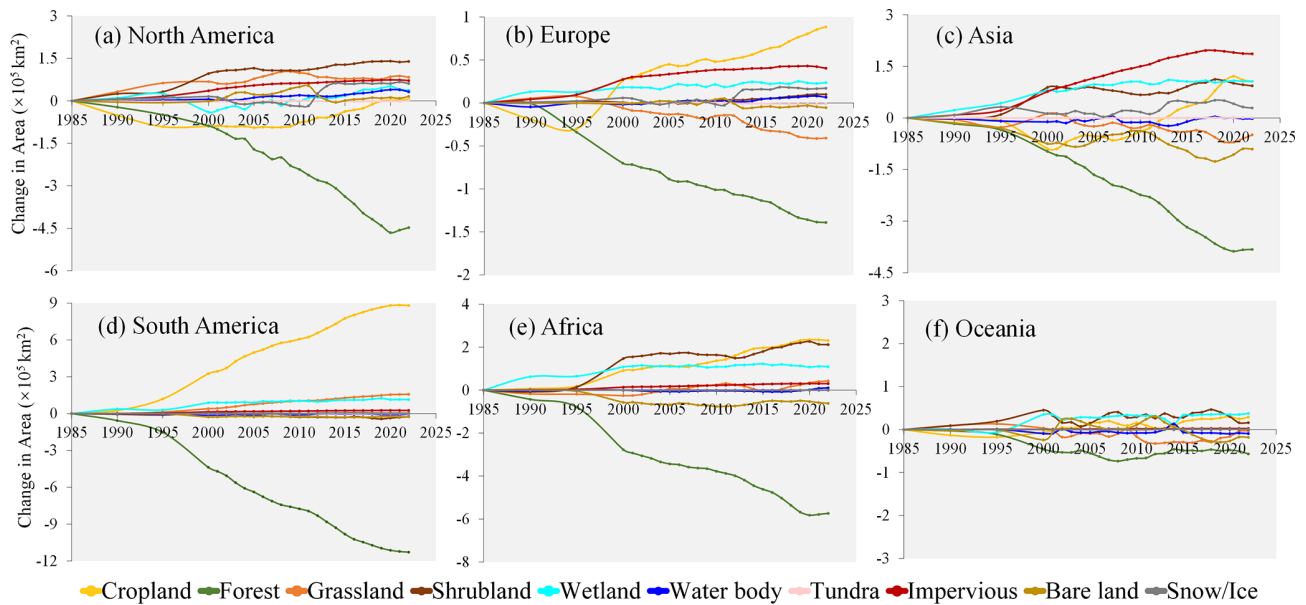 (a) North America
Change in Area (×10⁵ km²)
3
1.5
0
-1.5
-3
-4.5
-6
1985 1990 1995 2000 2005 2010 2015 2020 2025
(b) Europe
1
0.5
0
-0.5
-1
-1.5
-2
1985 1990 1995 2000 2005 2010 2015 2020 2025
(c) Asia
3
1.5
0
-1.5
-3
-4.5
1985 1990 1995 2000 2005 2010 2015 2020 2025
(d) South America
Change in Area (× 10⁵ km²)
9
6
3
0
-3
-6
-9
-12
1985 1990 1995 2000 2005 2010 2015 2020 2025
(e) Africa
4
2
0
-2
-4
-6
-8
1985 1990 1995 2000 2005 2010 2015 2020 2025
(f) Oceania
3
2
1
0
-1
-2
-3
1985 1990 1995 2000 2005 2010 2015 2020 2025
Cropland Forest Grassland Shrubland Wetland Water body Tundra Impervious Bare land Snow/Ice